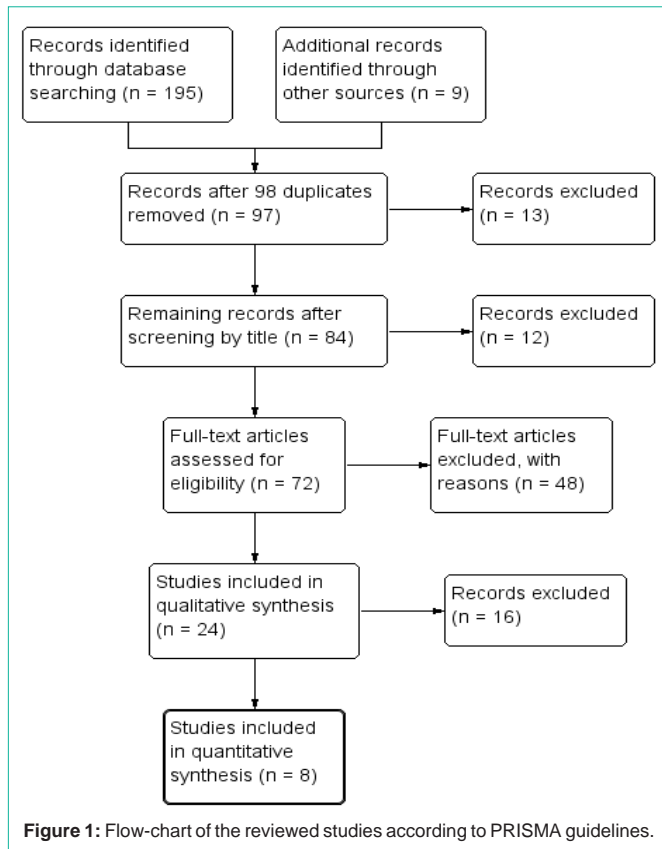 Records identified
through database
searching (n = 195)
Additional records
identified through
other sources (n = 9)
Records after 98 duplicates
removed (n = 97)
Records excluded
(n = 13)
Remaining records after
screening by title (n = 84)
Records excluded
(n = 12)
Full-text articles
assessed for
eligibility (n = 72)
Full-text articles
excluded, with
reasons (n = 48)
Studies included in
qualitative synthesis
(n = 24)
Records excluded
(n = 16)
Studies included
in quantitative
synthesis (n = 8)
Figure 1: Flow-chart of the reviewed studies according to PRISMA guidelines.